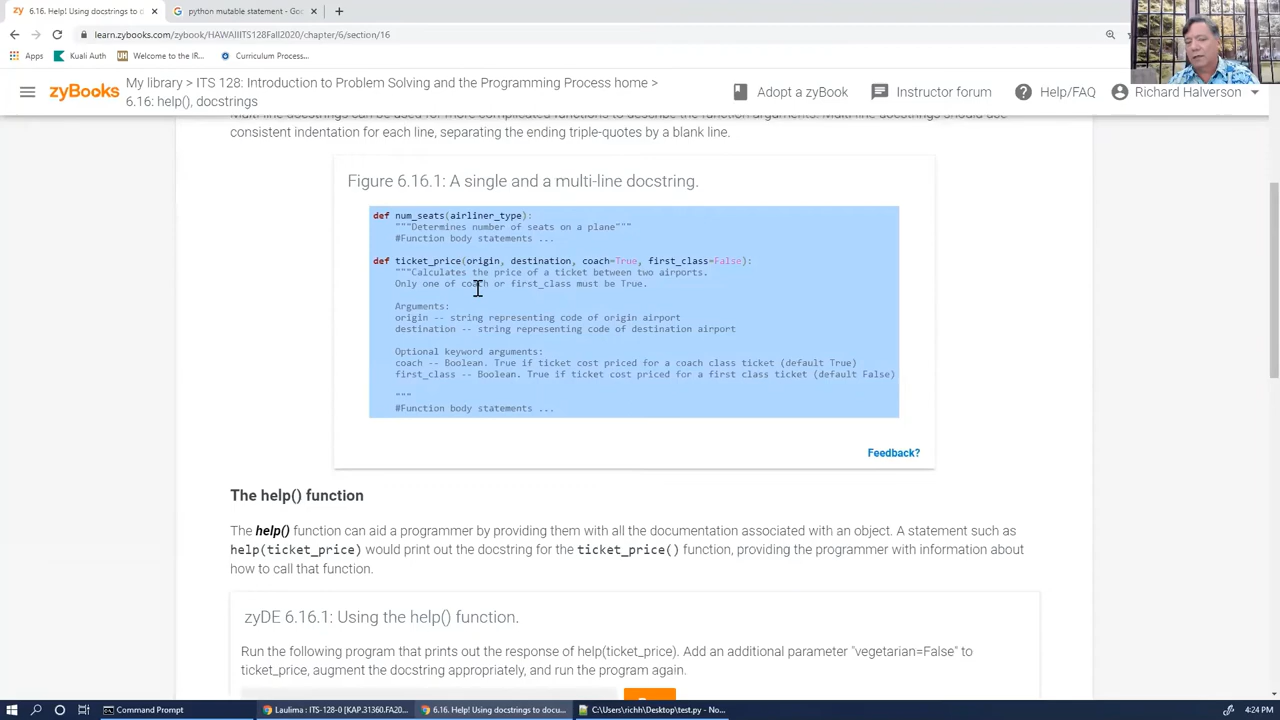 6.16. Help! Using docstrings to d
python mutable statement - Goo
learn.zybooks.com/zybook/HAWAIIITS128Fall2020/chapter/6/section/16
Apps
Kuali Auth
UH
Welcome to the IR...
Curriculum Process...
zyBooks
My library > ITS 128: Introduction to Problem Solving and the Programming Process home >
6.16: help(), docstrings
Adopt a zyBook
Instructor forum
Help/FAQ
Richard Halverson
consistent indentation for each line, separating the ending triple-quotes by a blank line.
Figure 6.16.1: A single and a multi-line docstring.
def num_seats(airliner_type):
"""Determines number of seats on a plane"""
#Function body statements ...
def ticket_price(origin, destination, coach=True, first_class=False):
"""Calculates the price of a ticket between two airports.
Only one of coach or first_class must be True.
Arguments:
origin -- string representing code of origin airport
destination -- string representing code of destination airport
Optional keyword arguments:
coach -- Boolean. True if ticket cost priced for a coach class ticket (default True)
first_class -- Boolean. True if ticket cost priced for a first class ticket (default False)
"""
#Function body statements ...
Feedback?
The help() function
The help() function can aid a programmer by providing them with all the documentation associated with an object. A statement such as
help(ticket_price) would print out the docstring for the ticket_price() function, providing the programmer with information about
how to call that function.
zyDE 6.16.1: Using the help() function.
Run the following program that prints out the response of help(ticket_price). Add an additional parameter "vegetarian=False" to
ticket_price, augment the docstring appropriately, and run the program again.
Command Prompt
Laulima : ITS-128-0 [KAP.31360.FA20...
6.16. Help! Using docstrings to docu...
C:\Users\richh\Desktop\test.py - No...
4:24 PM